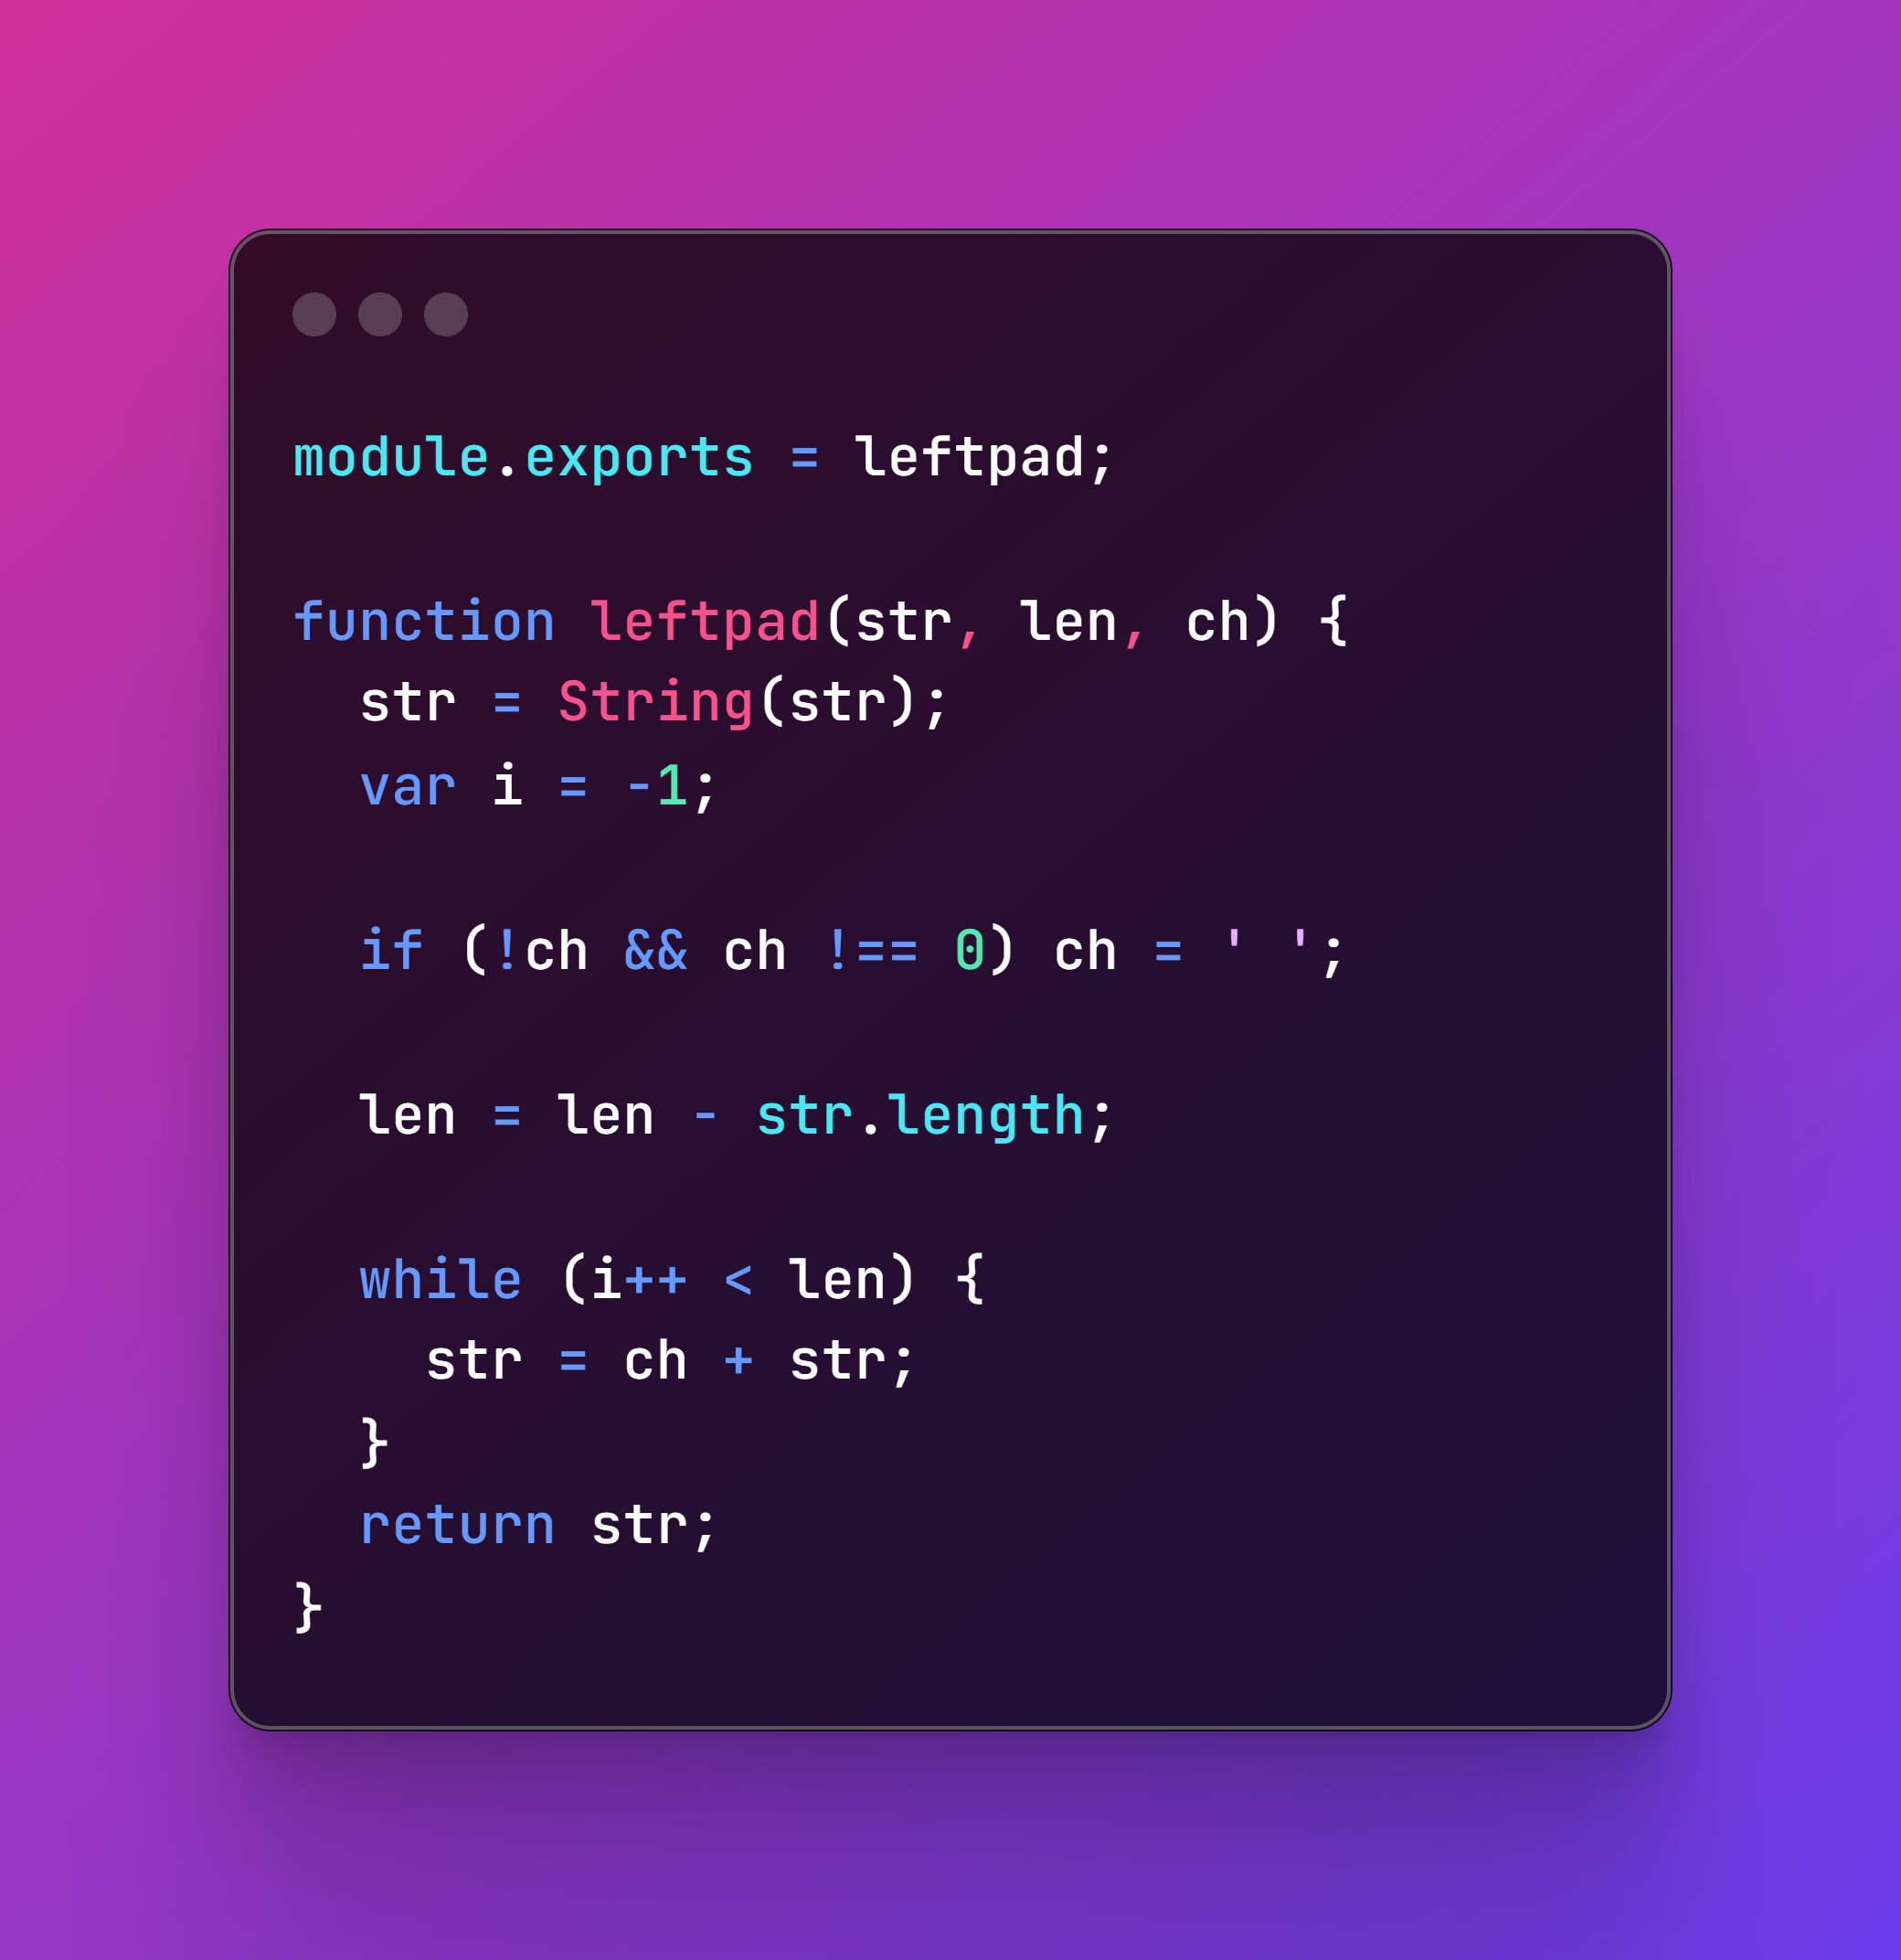 module.exports = leftpad;

function leftpad(str, len, ch) {
  str = String(str);
  var i = -1;

  if (!ch && ch !== 0) ch = ' ';

  len = len - str.length;

  while (i++ < len) {
    str = ch + str;
  }
  return str;
}